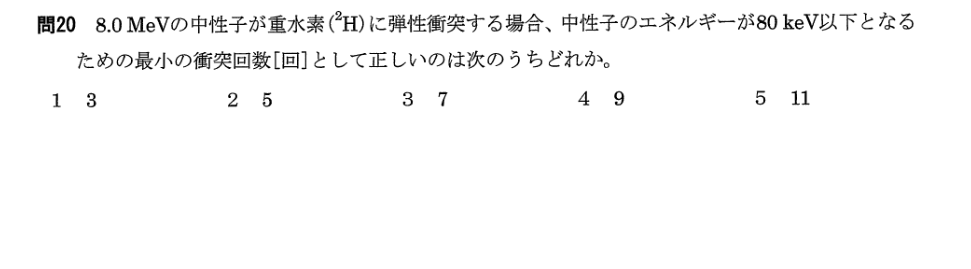 問20 8.0 MeVの中性子が重水素(²H)に弾性衝突する場合、中性子のエネルギーが80 keV以下となる
ための最小の衝突回数[回]として正しいのは次のうちどれか。
1 3 2 5 3 7 4 9 5 11